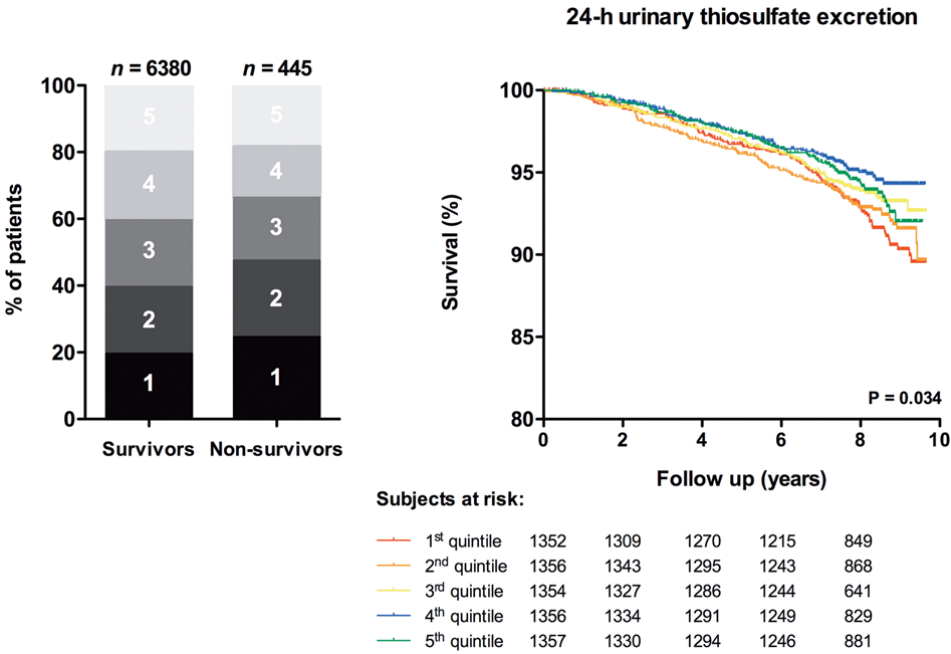 24-h urinary thiosulfate excretion
n = 6380 n = 445
% of patients
100
80
60
40
20
0
5
4
3
2
1
5
4
3
2
1
Survivors Non-survivors
Survival (%)
100
95
90
85
80
P = 0.034
0 2 4 6 8 10
Follow up (years)
Subjects at risk:
1st quintile 1352 1309 1270 1215 849
2nd quintile 1356 1343 1295 1243 868
3rd quintile 1354 1327 1286 1244 641
4th quintile 1356 1334 1291 1249 829
5th quintile 1357 1330 1294 1246 881